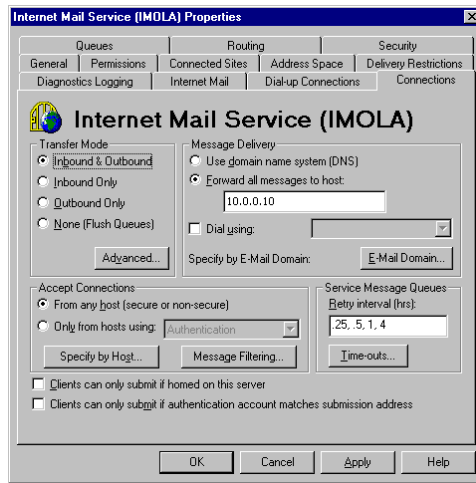 Internet Mail Service (IMOLA) Properties
Queues Routing Security
General Permissions Connected Sites Address Space Delivery Restrictions
Diagnostics Logging Internet Mail Dial-up Connections Connections
Internet Mail Service (IMOLA)
Transfer Mode
Inbound & Outbound
Inbound Only
Outbound Only
None (Flush Queues)
Advanced...
Message Delivery
Use domain name system (DNS)
Forward all messages to host:
10.0.0.10
Dial using:
Specify by E-Mail Domain: E-Mail Domain...
Accept Connections
From any host (secure or non-secure)
Only from hosts using: Authentication
Specify by Host... Message Filtering...
Service Message Queues
Retry interval (hrs):
.25, .5, 1, 4
Time-outs...
Clients can only submit if homed on this server
Clients can only submit if authentication account matches submission address
OK Cancel Apply Help